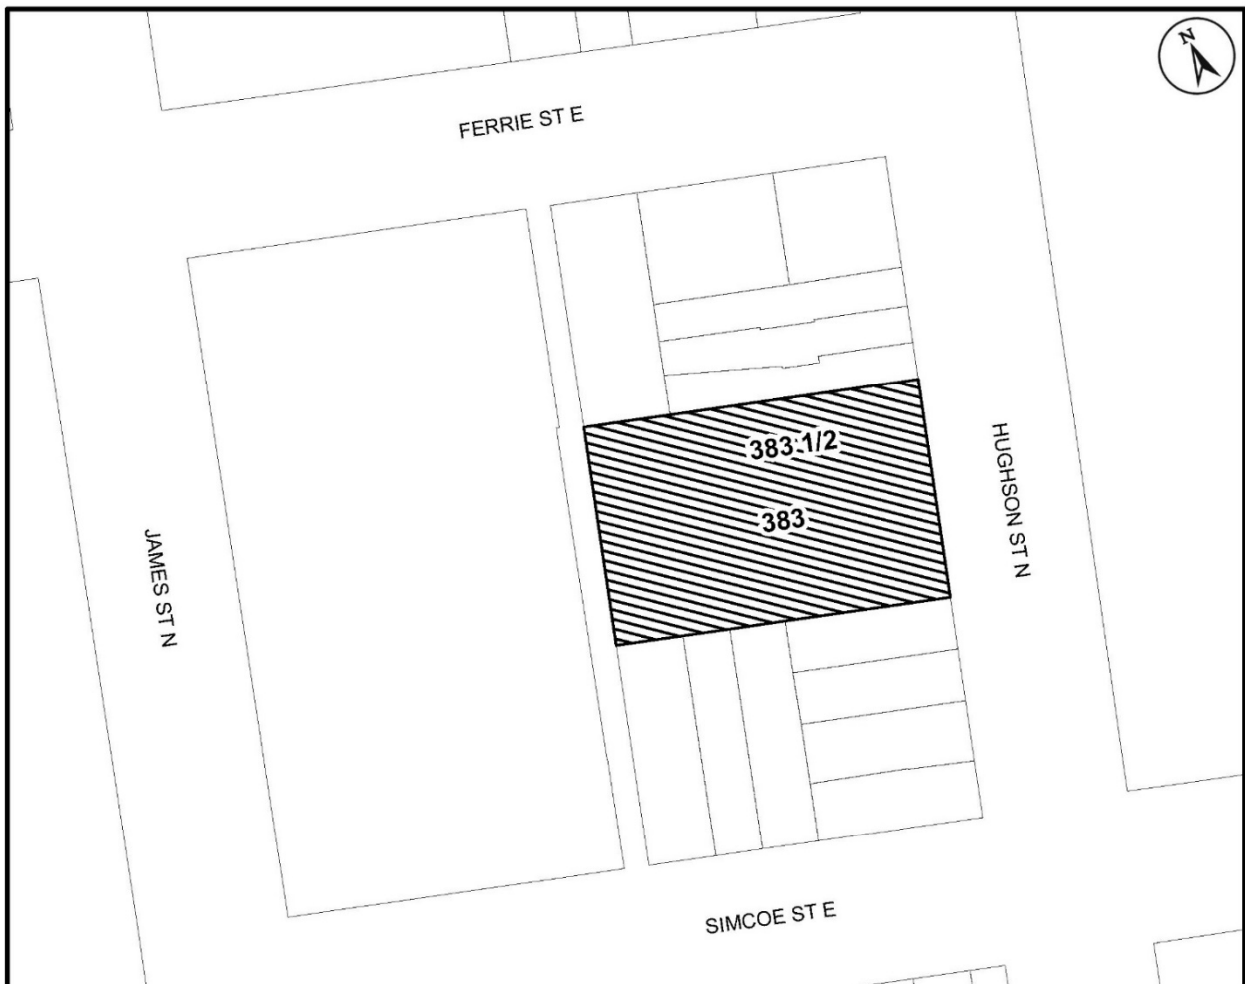 N
FERRIE ST E
383 1/2
HUGHSON ST N
383
JAMES ST N
SIMCOE ST E